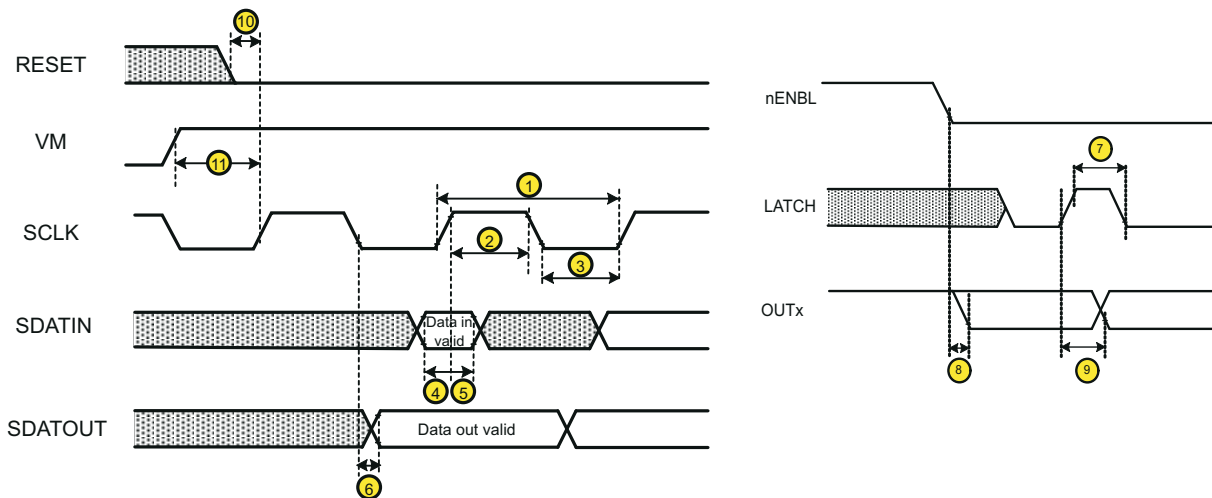 RESET
10
VM
11
SCLK
1
2
3
SDATIN
Data in
valid
4
5
SDATOUT
Data out valid
6
nENBL
7
LATCH
OUTx
8
9